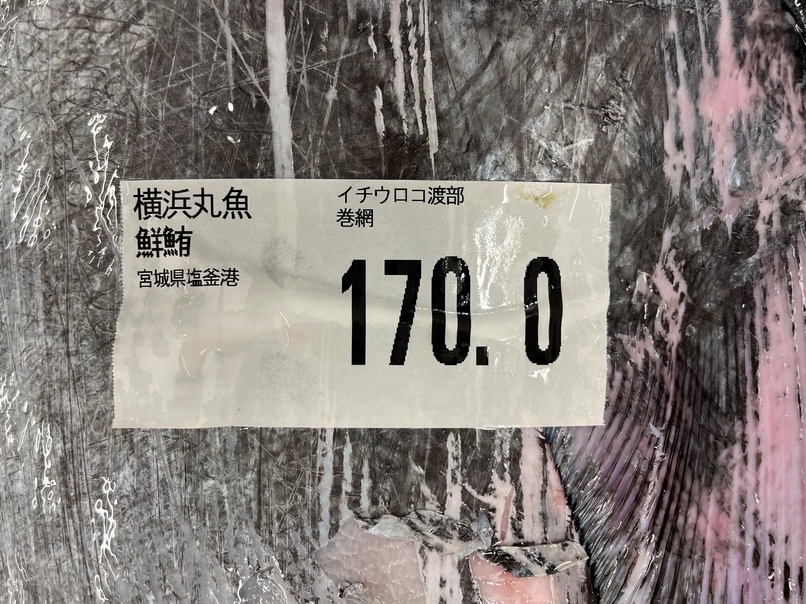 横浜丸魚
鮮鮪
宮城県塩釜港
イチウロコ渡部
巻網
170.0